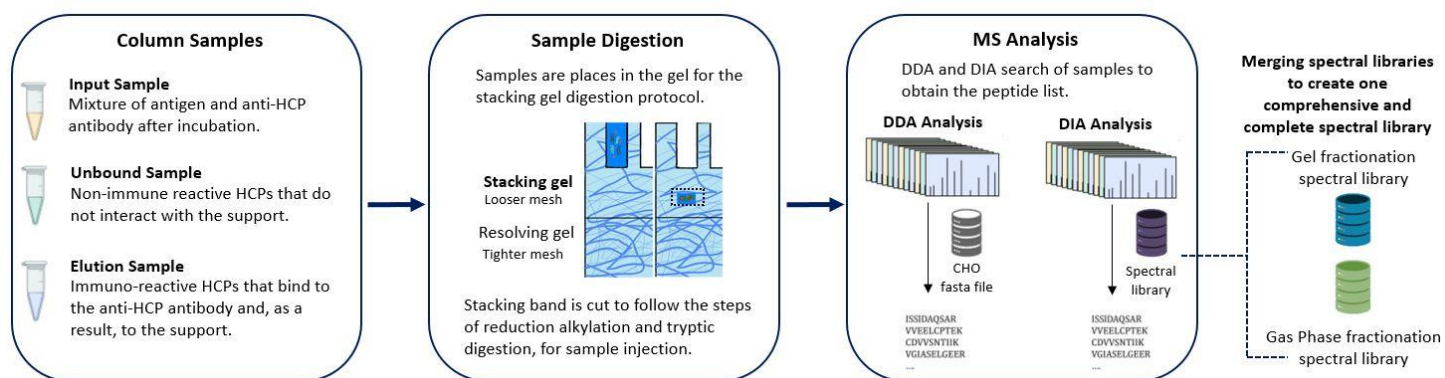 Column Samples
Input Sample
Mixture of antigen and anti-HCP
antibody after incubation.
Unbound Sample
Non-immune reactive HCPs that do
not interact with the support.
Elution Sample
Immuno-reactive HCPs that bind to
the anti-HCP antibody and, as a
result, to the support.
Sample Digestion
Samples are places in the gel for the
stacking gel digestion protocol.
Stacking gel
Looser mesh
Resolving gel
Tighter mesh
Stacking band is cut to follow the steps
of reduction alkylation and tryptic
digestion, for sample injection.
MS Analysis
DDA and DIA search of samples to
obtain the peptide list.
DDA Analysis
CHO
fasta file
ISSIDAQSAR
VVEELCPTEK
CDVVSNTIIK
VGIASELGEER
...
DIA Analysis
Spectral
library
ISSIDAQSAR
VVEELCPTEK
CDVVSNTIIK
VGIASELGEER
...
Merging spectral libraries
to create one
comprehensive and
complete spectral library
Gel fractionation
spectral library
Gas Phase fractionation
spectral library